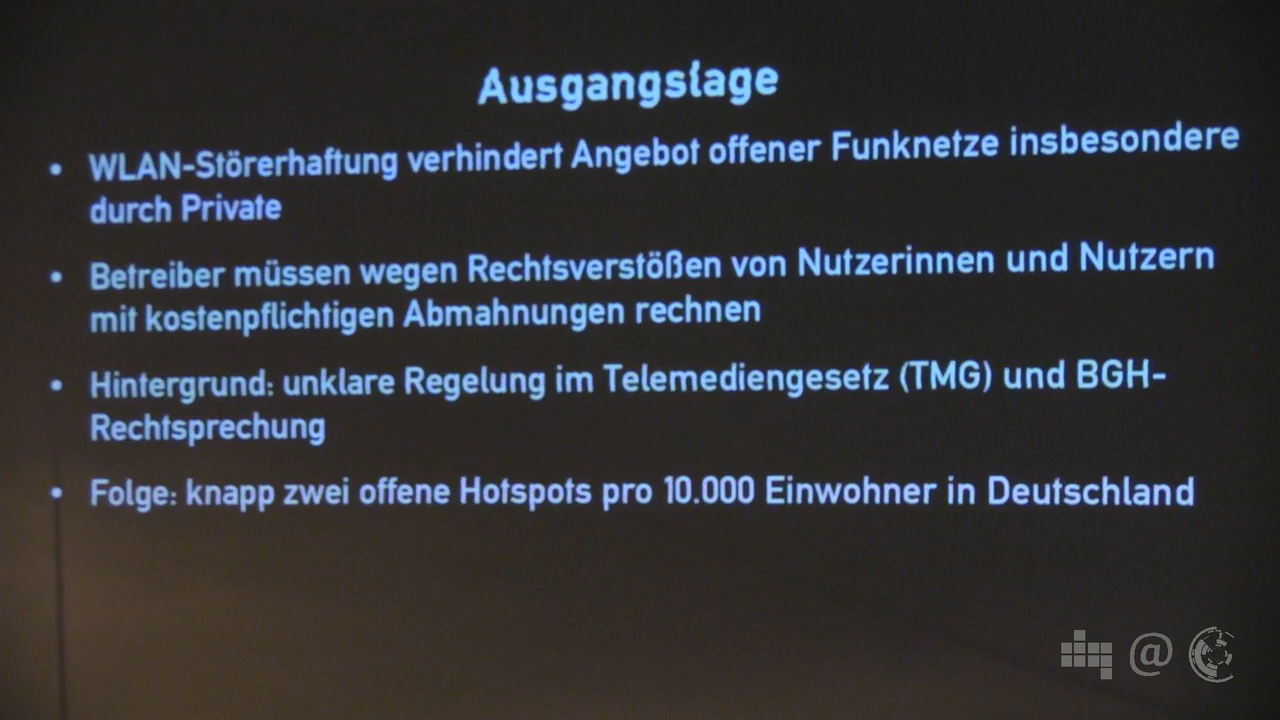 Ausgangslage
• WLAN-Störerhaftung verhindert Angebot offener Funknetze insbesondere
durch Private
• Betreiber müssen wegen Rechtsverstößen von Nutzerinnen und Nutzern
mit kostenpflichtigen Abmahnungen rechnen
• Hintergrund: unklare Regelung im Telemediengesetz (TMG) und BGH-
Rechtsprechung
• Folge: knapp zwei offene Hotspots pro 10.000 Einwohner in Deutschland
@